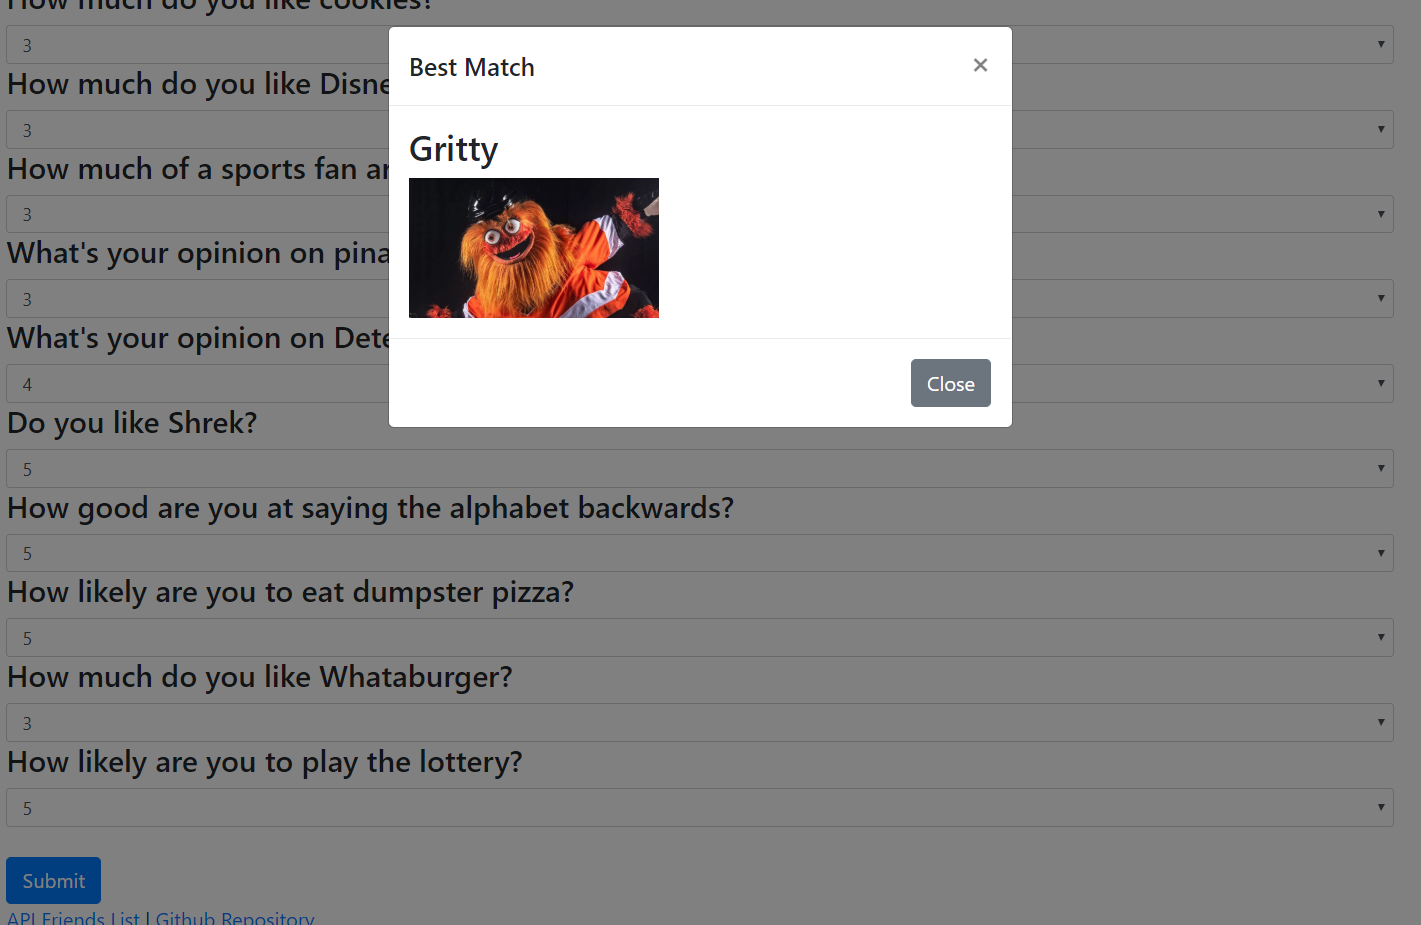 How much do you like cookies?
3
How much do you like Disne
3
How much of a sports fan ar
3
What's your opinion on pina
3
What's your opinion on Dete
4
Do you like Shrek?
5
How good are you at saying the alphabet backwards?
5
How likely are you to eat dumpster pizza?
5
How much do you like Whataburger?
3
How likely are you to play the lottery?
5
Submit
API Friends List | Github Repository
Best Match
×
Gritty
Close